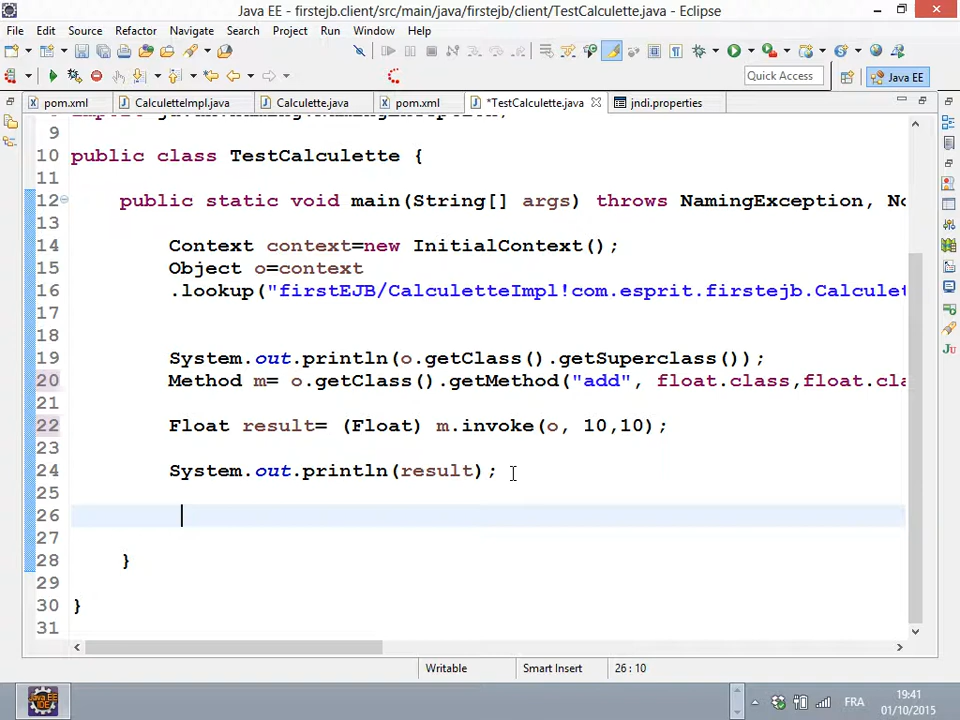 Java EE - firstejb.client/src/main/java/firstejb/client/TestCalculette.java - Eclipse
File Edit Source Refactor Navigate Search Project Run Window Help
Quick Access Java EE
pom.xml CalculetteImpl.java Calculette.java pom.xml *TestCalculette.java jndi.properties
9
10 public class TestCalculette {
11
12 public static void main(String[] args) throws NamingException, No
13
14 Context context=new InitialContext();
15 Object o=context
16 .lookup("firstEJB/CalculetteImpl!com.esprit.firstejb.Calculet
17
18
19 System.out.println(o.getClass().getSuperclass());
20 Method m= o.getClass().getMethod("add", float.class,float.cla
21
22 Float result= (Float) m.invoke(o, 10,10);
23
24 System.out.println(result);
25
26
27
28 }
29
30 }
31
Writable Smart Insert 26 : 10
Java EE IDE FRA 19:41
01/10/2015